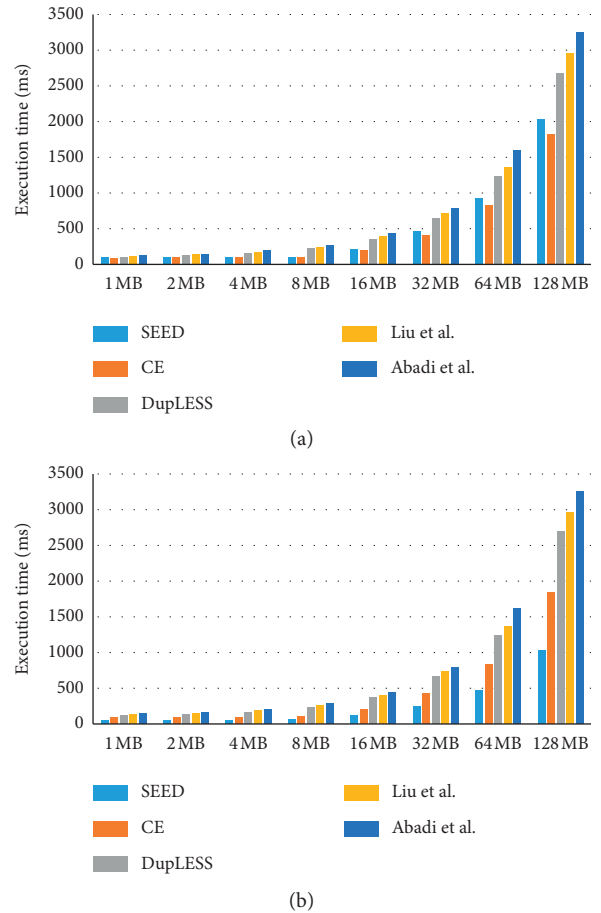 3500
3000
2500
2000
1500
1000
500
0
Execution time (ms)
1 MB 2 MB 4 MB 8 MB 16 MB 32 MB 64 MB 128 MB
SEED Liu et al.
CE Abadi et al.
DupLESS
(a)
3500
3000
2500
2000
1500
1000
500
0
Execution time (ms)
1 MB 2 MB 4 MB 8 MB 16 MB 32 MB 64 MB 128 MB
SEED Liu et al.
CE Abadi et al.
DupLESS
(b)